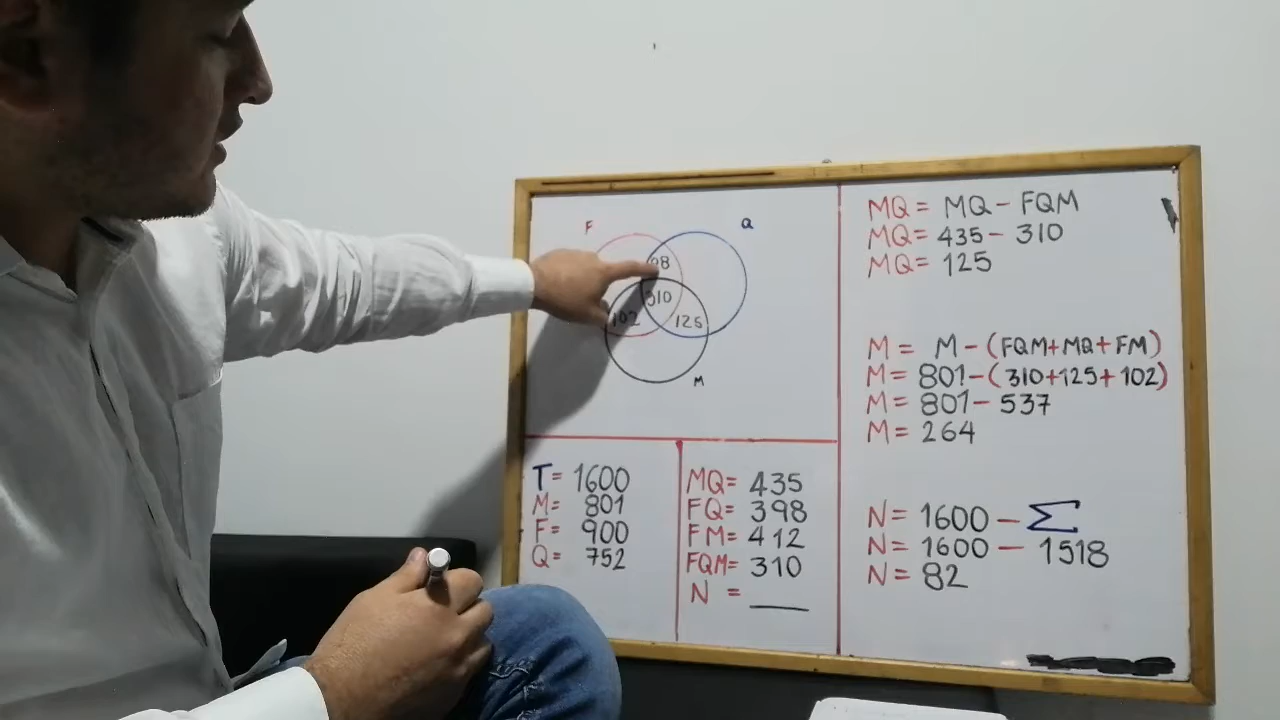 F
Q
98
310
102
125
M
T= 1600
M= 801
F= 900
Q= 752
MQ= 435
FQ= 398
FM= 412
FQM= 310
N =
MQ= MQ- FQM
MQ= 435- 310
MQ= 125
M= M-(FQM+MQ+FM)
M= 801-(310+125+102)
M= 801- 537
M= 264
N= 1600- Σ
N= 1600- 1518
N= 82